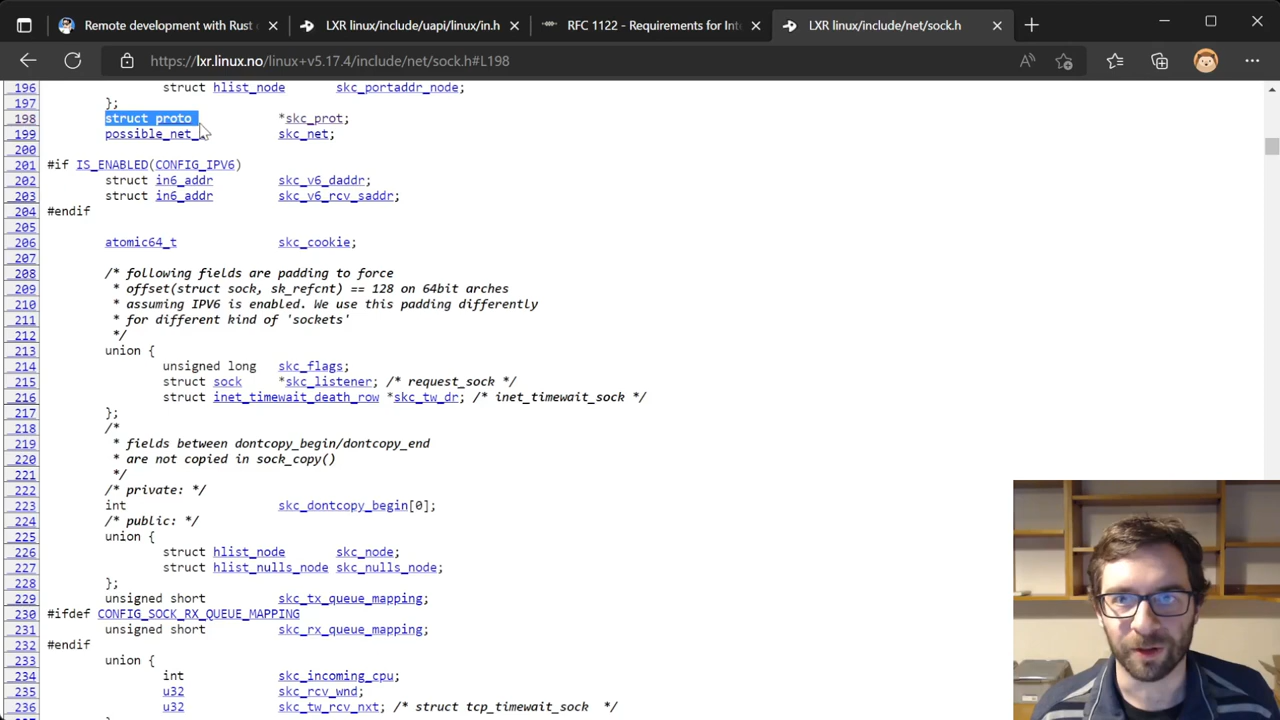 Remote development with Rust
LXR linux/include/uapi/linux/in.h
RFC 1122 - Requirements for Int
LXR linux/include/net/sock.h
https://lxr.linux.no/linux+v5.17.4/include/net/sock.h#L198
196 struct hlist_node skc_portaddr_node;
197 };
198 struct proto *skc_prot;
199 possible_net_ skc_net;
200
201 #if IS_ENABLED(CONFIG_IPV6)
202 struct in6_addr skc_v6_daddr;
203 struct in6_addr skc_v6_rcv_saddr;
204 #endif
205
206 atomic64_t skc_cookie;
207
208 /* following fields are padding to force
209 * offset(struct sock, sk_refcnt) == 128 on 64bit arches
210 * assuming IPV6 is enabled. We use this padding differently
211 * for different kind of 'sockets'
212 */
213 union {
214 unsigned long skc_flags;
215 struct sock *skc_listener; /* request_sock */
216 struct inet_timewait_death_row *skc_tw_dr; /* inet_timewait_sock */
217 };
218 /*
219 * fields between dontcopy_begin/dontcopy_end
220 * are not copied in sock_copy()
221 */
222 /* private: */
223 int skc_dontcopy_begin[0];
224 /* public: */
225 union {
226 struct hlist_node skc_node;
227 struct hlist_nulls_node skc_nulls_node;
228 };
229 unsigned short skc_tx_queue_mapping;
230 #ifdef CONFIG_SOCK_RX_QUEUE_MAPPING
231 unsigned short skc_rx_queue_mapping;
232 #endif
233 union {
234 int skc_incoming_cpu;
235 u32 skc_rcv_wnd;
236 u32 skc_tw_rcv_nxt; /* struct tcp_timewait_sock */